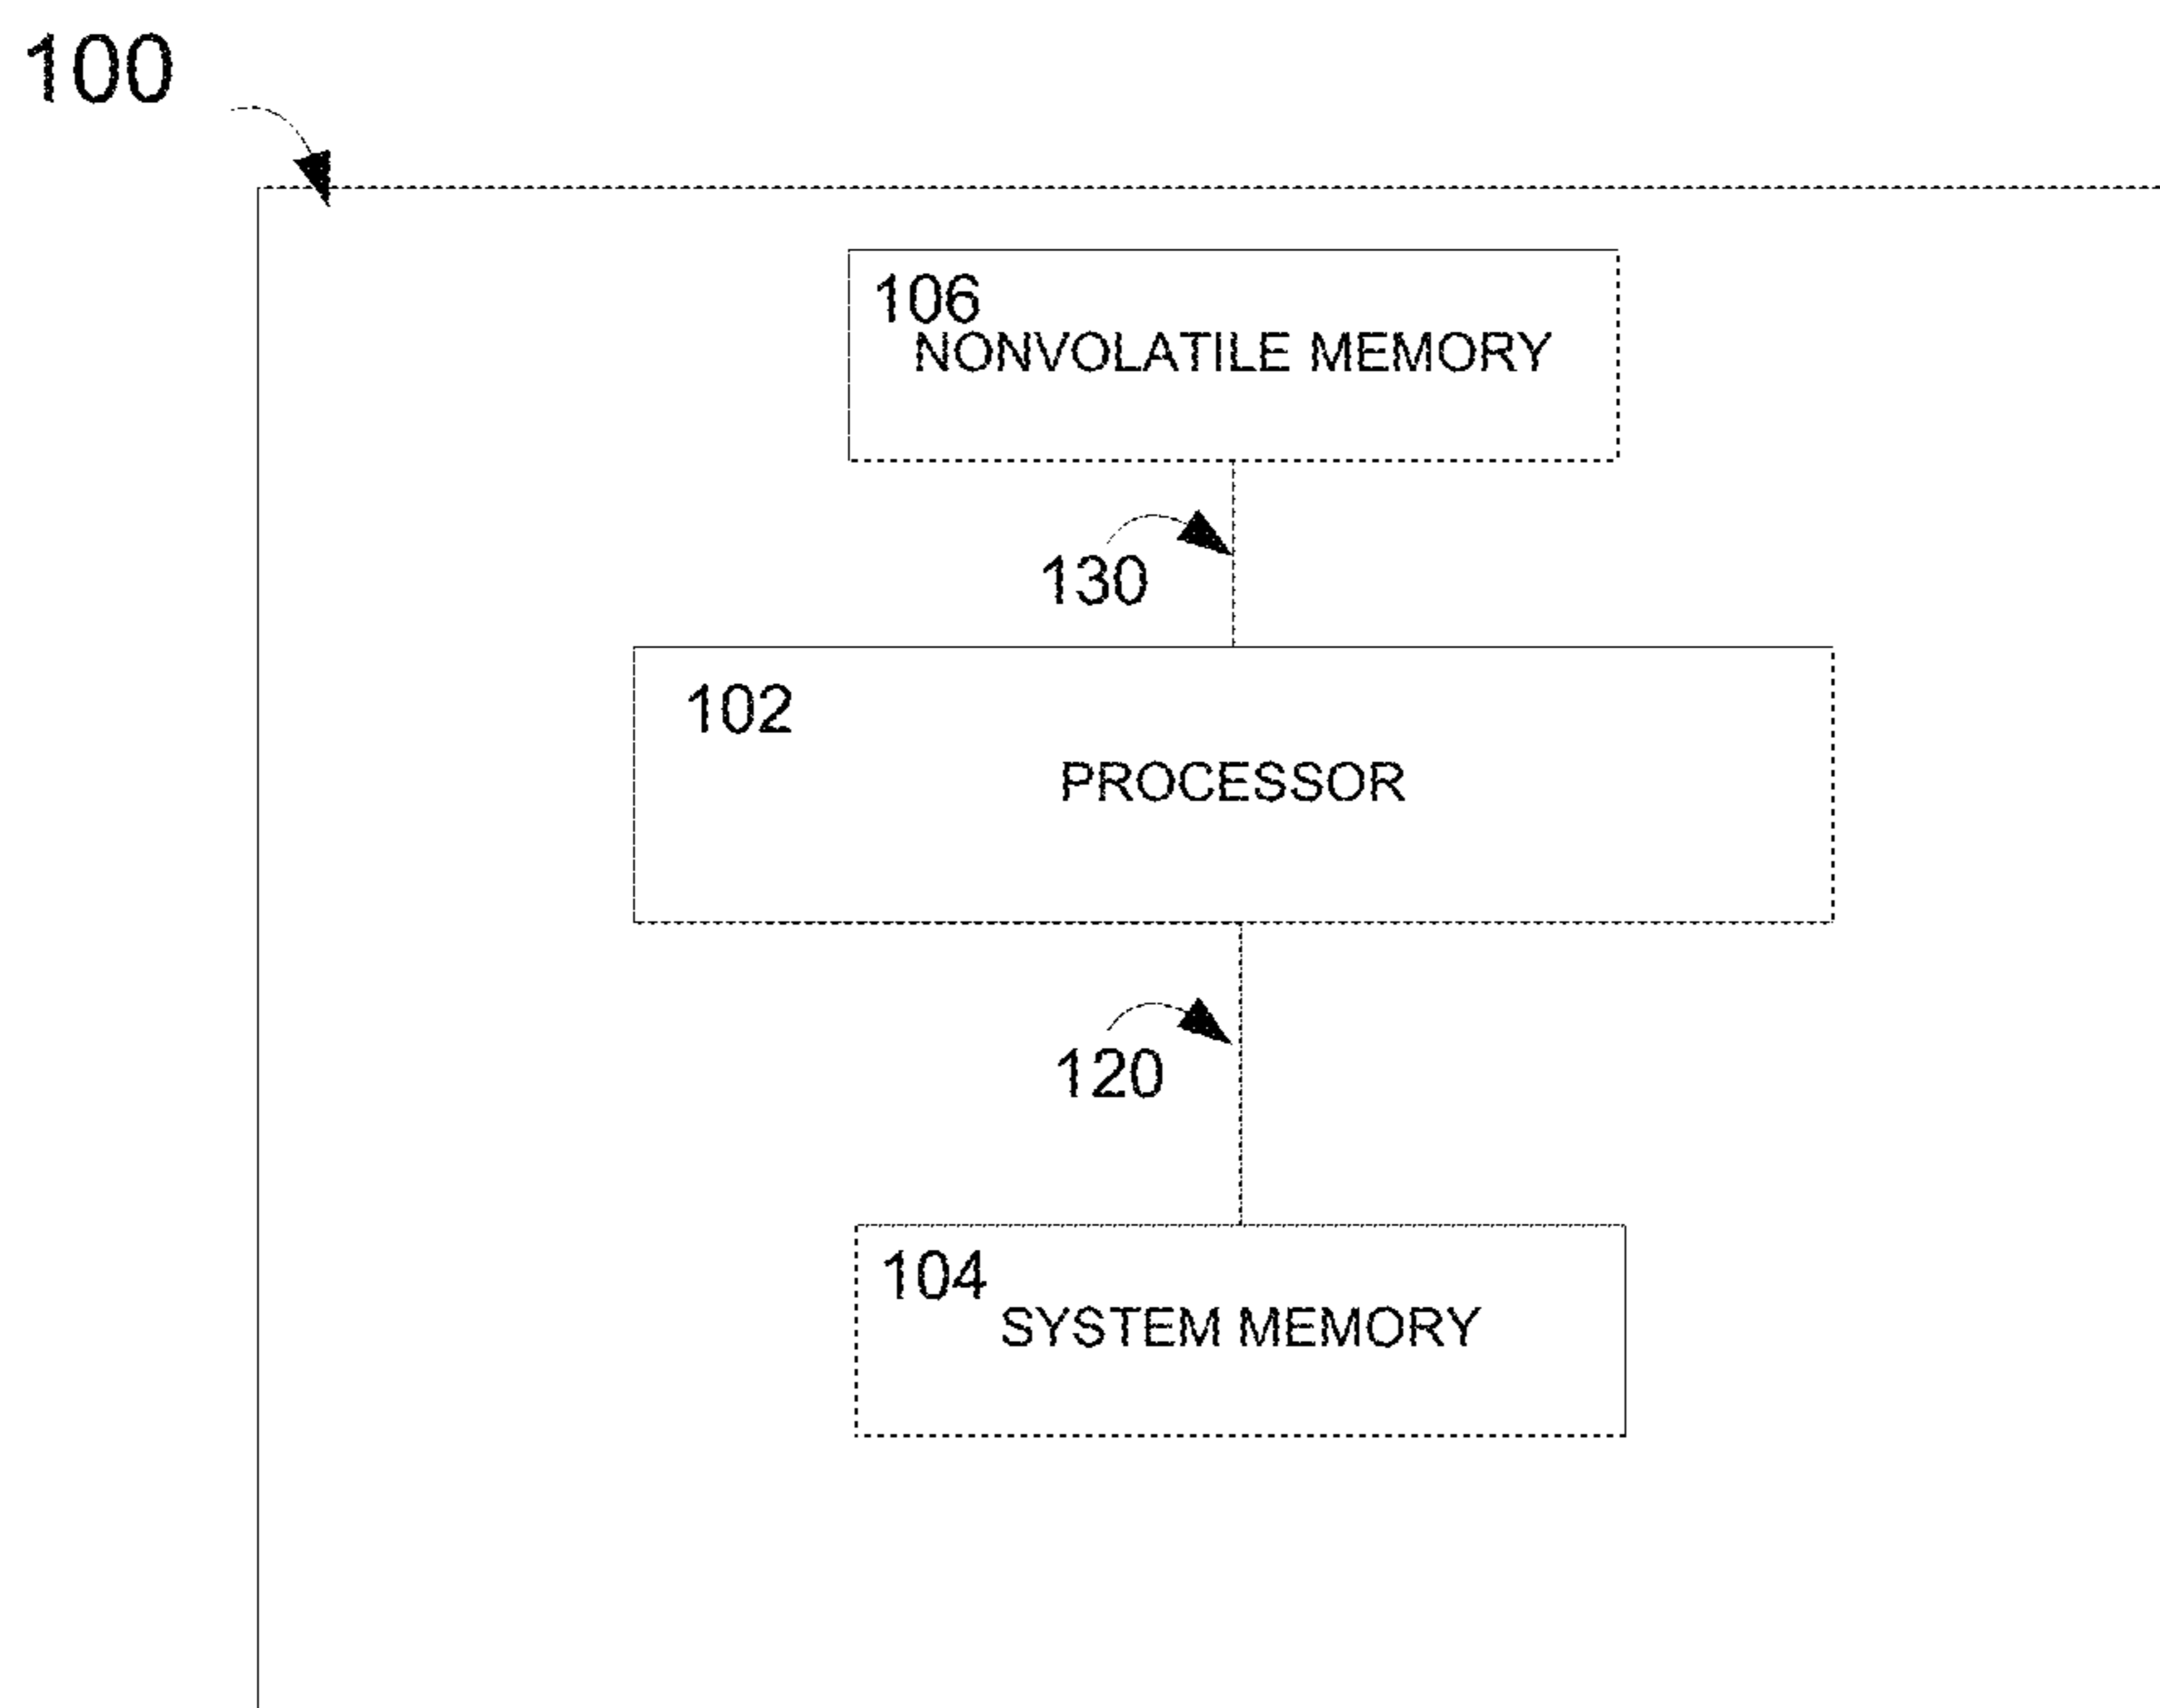 100
106
NONVOLATILE MEMORY
130
102
PROCESSOR
120
104
SYSTEM MEMORY